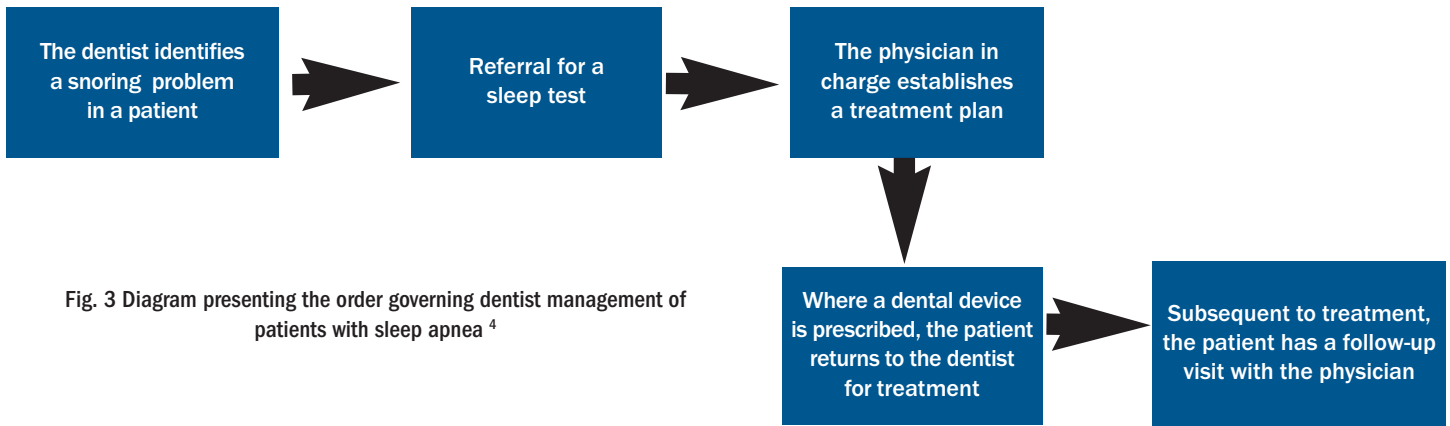 The dentist identifies
a snoring problem
in a patient
Referral for a
sleep test
The physician in
charge establishes
a treatment plan
Where a dental device
is prescribed, the patient
returns to the dentist
for treatment
Subsequent to treatment,
the patient has a follow-up
visit with the physician
Fig. 3 Diagram presenting the order governing dentist management of
patients with sleep apnea 4